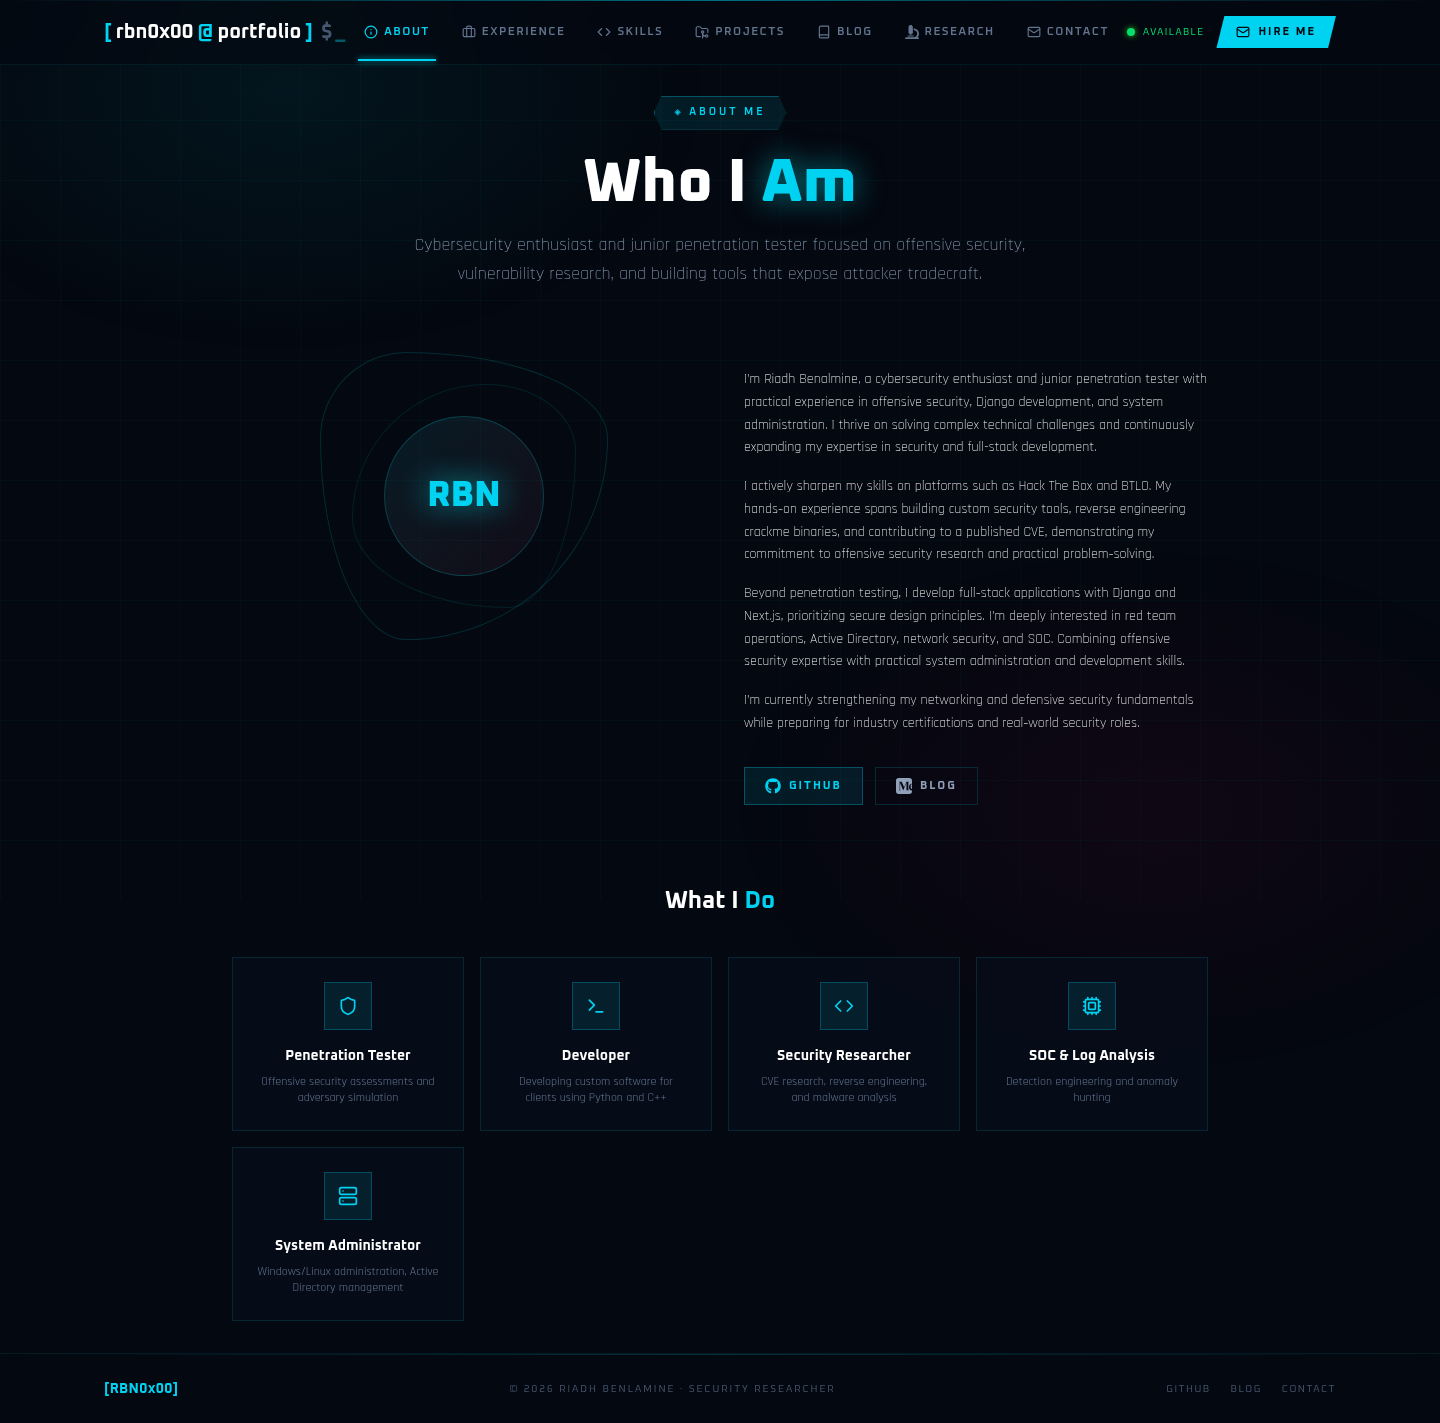 [ rbn0x00 @ portfolio ] $_
ABOUT
EXPERIENCE
SKILLS
PROJECTS
BLOG
RESEARCH
CONTACT
AVAILABLE
HIRE ME
◈ ABOUT ME
Who I Am
Cybersecurity enthusiast and junior penetration tester focused on offensive security,
vulnerability research, and building tools that expose attacker tradecraft.
RBN
I'm Riadh Benalmine, a cybersecurity enthusiast and junior penetration tester with
practical experience in offensive security, Django development, and system
administration. I thrive on solving complex technical challenges and continuously
expanding my expertise in security and full-stack development.
I actively sharpen my skills on platforms such as Hack The Box and BTLO. My
hands-on experience spans building custom security tools, reverse engineering
crackme binaries, and contributing to a published CVE, demonstrating my
commitment to offensive security research and practical problem-solving.
Beyond penetration testing, I develop full-stack applications with Django and
Next.js, prioritizing secure design principles. I'm deeply interested in red team
operations, Active Directory, network security, and SOC. Combining offensive
security expertise with practical system administration and development skills.
I'm currently strengthening my networking and defensive security fundamentals
while preparing for industry certifications and real-world security roles.
GITHUB
BLOG
What I Do
Penetration Tester
Offensive security assessments and
adversary simulation
Developer
Developing custom software for
clients using Python and C++
Security Researcher
CVE research, reverse engineering,
and malware analysis
SOC & Log Analysis
Detection engineering and anomaly
hunting
System Administrator
Windows/Linux administration, Active
Directory management
[RBN0x00]
© 2026 RIADH BENLAMINE · SECURITY RESEARCHER
GITHUB
BLOG
CONTACT